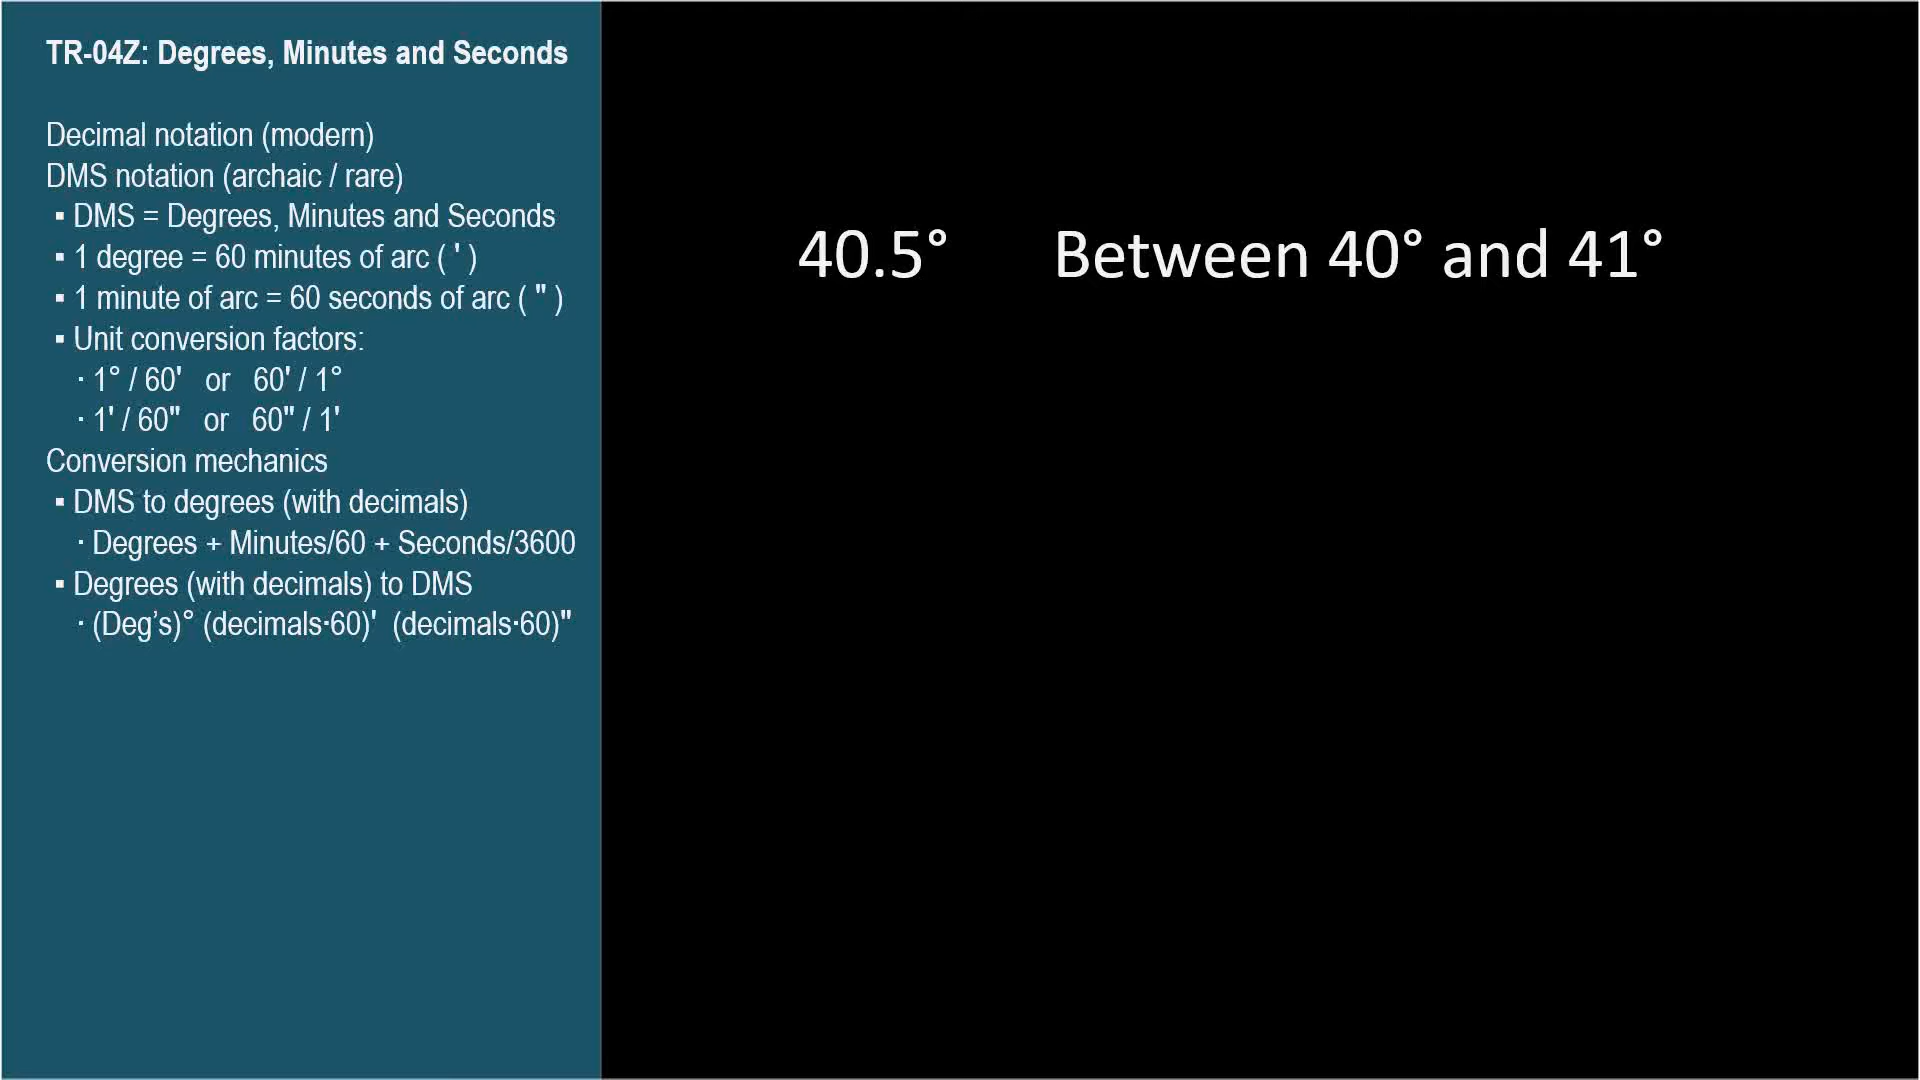 TR-04Z: Degrees, Minutes and Seconds
Decimal notation (modern)
DMS notation (archaic / rare)
▪ DMS = Degrees, Minutes and Seconds
▪ 1 degree = 60 minutes of arc ( ' )
▪ 1 minute of arc = 60 seconds of arc ( " )
▪ Unit conversion factors:
· 1° / 60' or 60' / 1°
· 1' / 60" or 60" / 1'
Conversion mechanics
▪ DMS to degrees (with decimals)
· Degrees + Minutes/60 + Seconds/3600
▪ Degrees (with decimals) to DMS
· (Deg’s)° (decimals·60)' (decimals·60)"
40.5° Between 40° and 41°